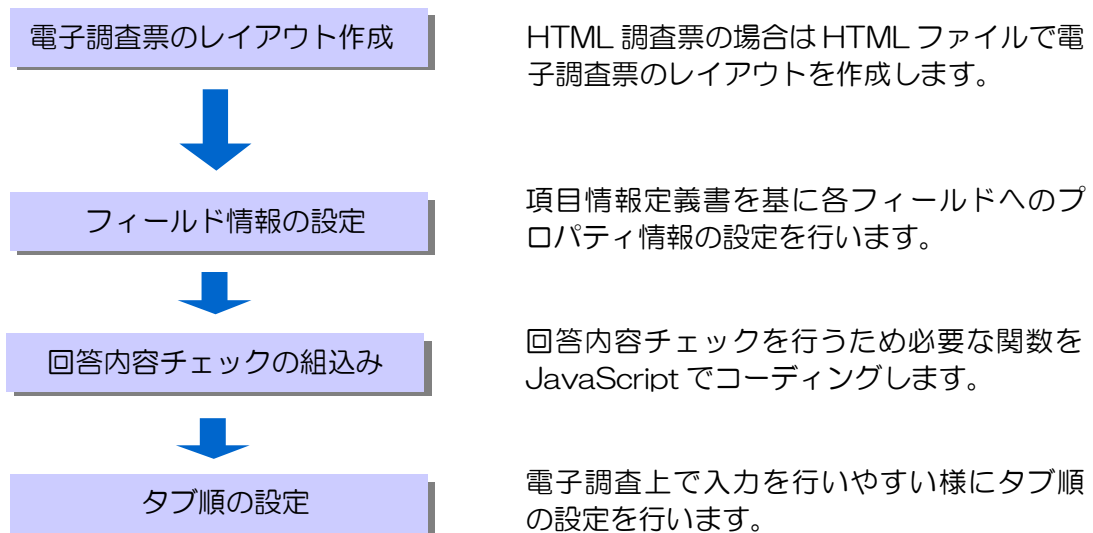 電子調査票のレイアウト作成
HTML 調査票の場合は HTML ファイルで電
子調査票のレイアウトを作成します。
フィールド情報の設定
項目情報定義書を基に各フィールドへのプ
ロパティ情報の設定を行います。
回答内容チェックの組込み
回答内容チェックを行うため必要な関数を
JavaScript でコーディングします。
タブ順の設定
電子調査上で入力を行いやすい様にタブ順
の設定を行います。